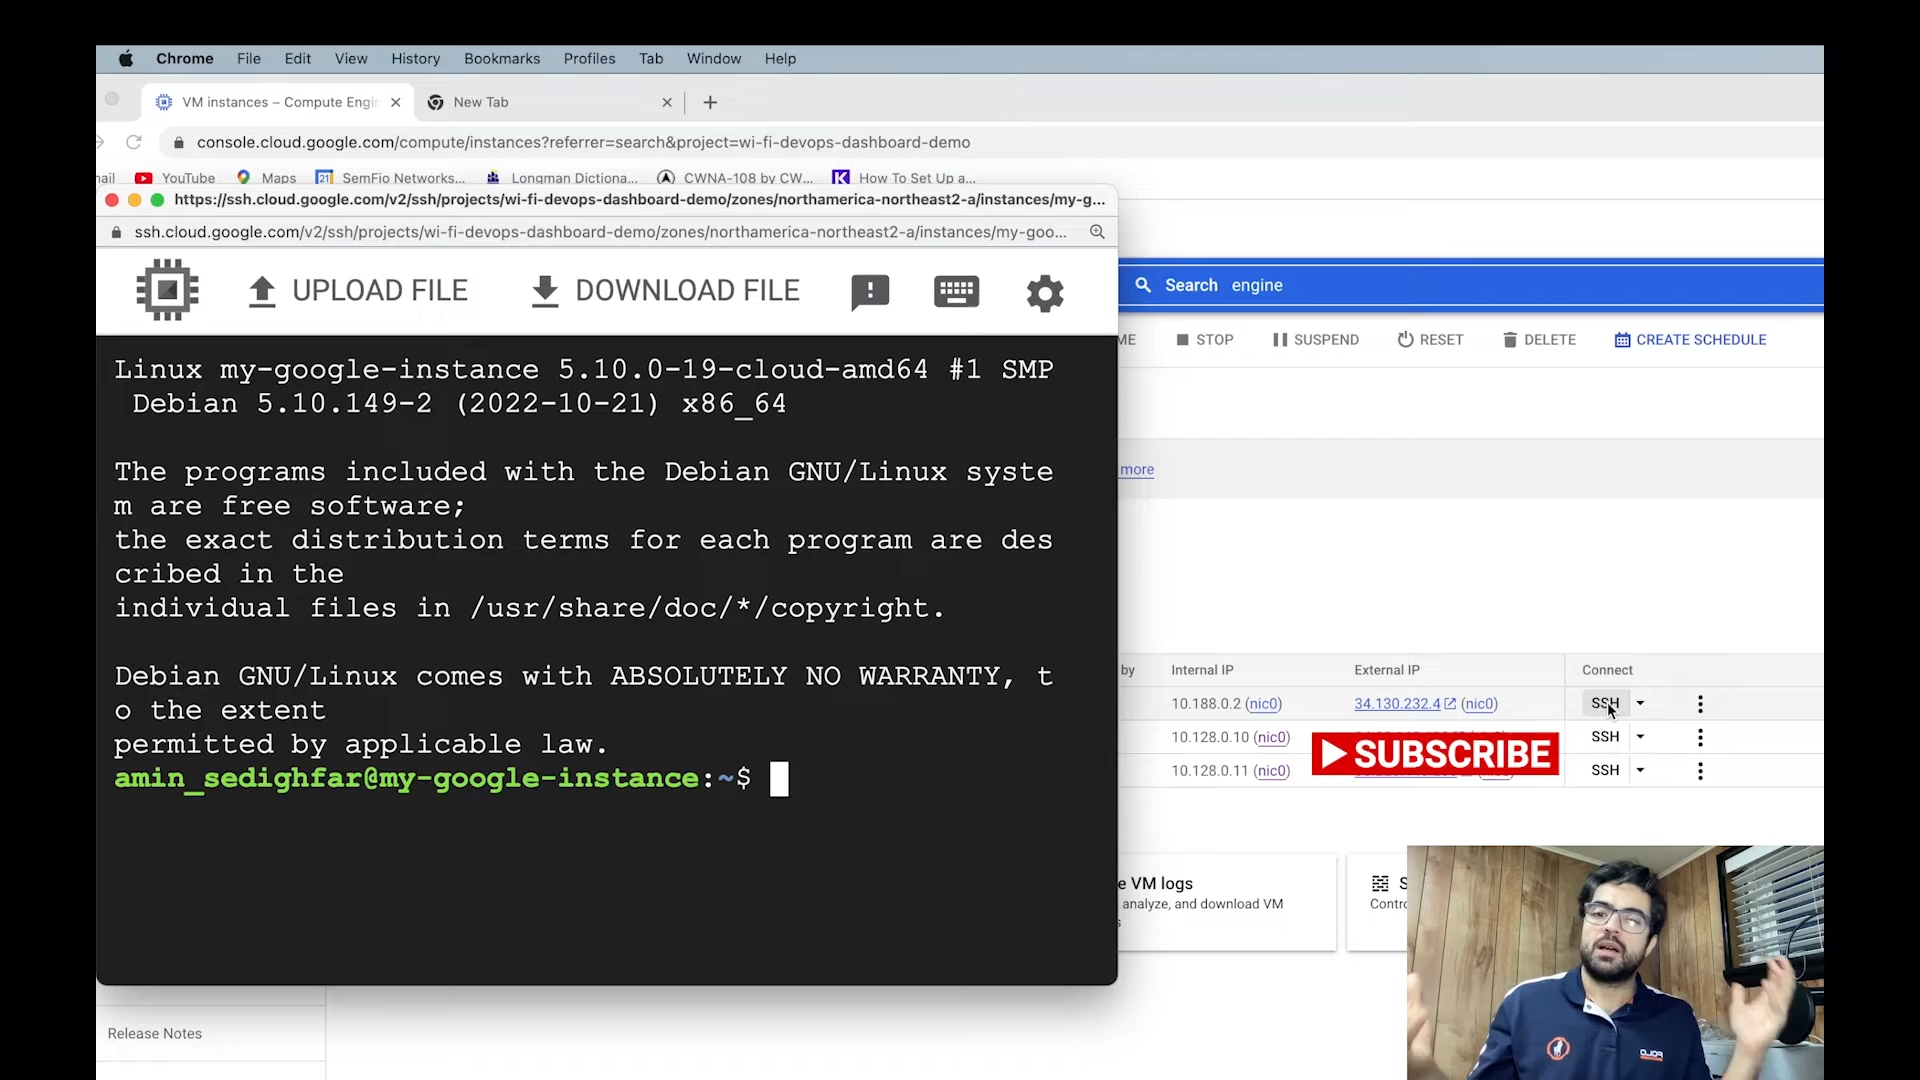 Chrome File Edit View History Bookmarks Profiles Tab Window Help
VM instances – Compute Engin
New Tab
console.cloud.google.com/compute/instances?referrer=search&project=wi-fi-devops-dashboard-demo
ail YouTube Maps 21 SemFio Networks... Longman Dictiona... CWNA-108 by CW... How To Set Up a...
https://ssh.cloud.google.com/v2/ssh/projects/wi-fi-devops-dashboard-demo/zones/northamerica-northeast2-a/instances/my-g...
ssh.cloud.google.com/v2/ssh/projects/wi-fi-devops-dashboard-demo/zones/northamerica-northeast2-a/instances/my-goo...
UPLOAD FILE DOWNLOAD FILE
Search engine
ME STOP SUSPEND RESET DELETE CREATE SCHEDULE
Linux my-google-instance 5.10.0-19-cloud-amd64 #1 SMP
Debian 5.10.149-2 (2022-10-21) x86_64
The programs included with the Debian GNU/Linux syste
m are free software;
the exact distribution terms for each program are des
cribed in the
individual files in /usr/share/doc/*/copyright.
Debian GNU/Linux comes with ABSOLUTELY NO WARRANTY, t
o the extent
permitted by applicable law.
amin_sedighfar@my-google-instance:~$
more
by Internal IP External IP Connect
10.188.0.2 (nic0) 34.130.232.4 (nic0) SSH
10.128.0.10 (nic0) SSH
10.128.0.11 (nic0) SSH
SUBSCRIBE
e VM logs
analyze, and download VM
s
S
Contro
Release Notes
POLO